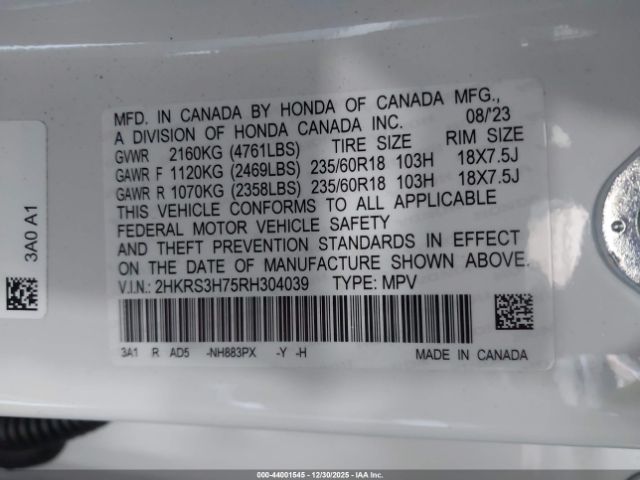 MFD. IN CANADA BY HONDA OF CANADA MFG.,
A DIVISION OF HONDA CANADA INC. 08/'23
GVWR 2160KG (4761LBS) TIRE SIZE RIM SIZE
GAWR F 1120KG (2469LBS) 235/60R18 103H 18X7.5J
GAWR R 1070KG (2358LBS) 235/60R18 103H 18X7.5J
THIS VEHICLE CONFORMS TO ALL APPLICABLE
FEDERAL MOTOR VEHICLE SAFETY
AND THEFT PREVENTION STANDARDS IN EFFECT
ON THE DATE OF MANUFACTURE SHOWN ABOVE.
V.I.N.: 2HKRS3H75RH304039 TYPE: MPV
3A1 R AD5 -NH883PX -Y -H MADE IN CANADA
3A0 A1
000-44001545 - 12/30/2025 - IAA Inc.